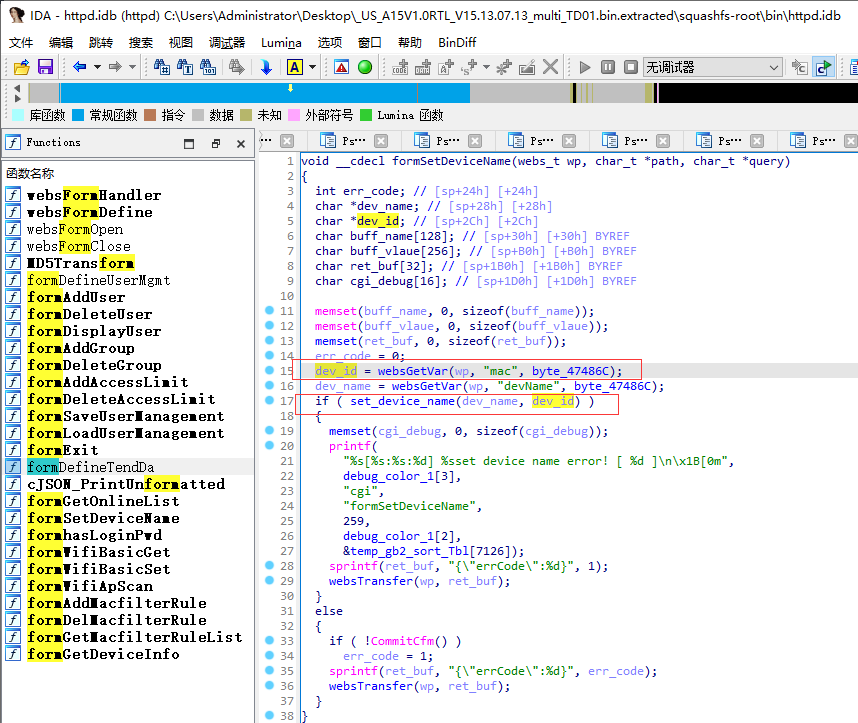 IDA - httpd.idb (httpd) C:\Users\Administrator\Desktop\_US_A15V1.0RTL_V15.13.07.13_multi_TD01.bin.extracted\squashfs-root\bin\httpd.idb
文件 编辑 跳转 搜索 视图 调试器 Lumina 选项 窗口 帮助 BinDiff
无调试器
库函数 常规函数 指令 数据 未知 外部符号 Lumina 函数
Functions
Ps··· Ps··· Ps··· Ps··· Ps··· Ps···
函数名称
websFormHandler
websFormDefine
websFormOpen
websFormClose
MD5Transform
formDefineUserMgmt
formAddUser
formDeleteUser
formDisplayUser
formAddGroup
formDeleteGroup
formAddAccessLimit
formDeleteAccessLimit
formSaveUserManagement
formLoadUserManagement
formExit
formDefineTendDa
cJSON_PrintUnformatted
formGetOnlineList
formSetDeviceName
formhasLoginPwd
formWifiBasicGet
formWifiBasicSet
formWifiApScan
formAddMacfilterRule
formDelMacfilterRule
formGetMacfilterRuleList
formGetDeviceInfo
1 void __cdecl formSetDeviceName(webs_t wp, char_t *path, char_t *query)
2 {
3 int err_code; // [sp+24h] [+24h]
4 char *dev_name; // [sp+28h] [+28h]
5 char *dev_id; // [sp+2Ch] [+2Ch]
6 char buff_name[128]; // [sp+30h] [+30h] BYREF
7 char buff_vlaue[256]; // [sp+B0h] [+B0h] BYREF
8 char ret_buf[32]; // [sp+1B0h] [+1B0h] BYREF
9 char cgi_debug[16]; // [sp+1D0h] [+1D0h] BYREF
10
11 memset(buff_name, 0, sizeof(buff_name));
12 memset(buff_vlaue, 0, sizeof(buff_vlaue));
13 memset(ret_buf, 0, sizeof(ret_buf));
14 err_code = 0;
15 dev_id = websGetVar(wp, "mac", byte_47486C);
16 dev_name = websGetVar(wp, "devName", byte_47486C);
17 if ( set_device_name(dev_name, dev_id) )
18 {
19 memset(cgi_debug, 0, sizeof(cgi_debug));
20 printf(
21 "%s[%s:%s:%d] %sset device name error! [ %d ]\n\x1B[0m",
22 debug_color_1[3],
23 "cgi",
24 "formSetDeviceName",
25 259,
26 debug_color_1[2],
27 &temp_gb2_sort_Tbl[7126]);
28 sprintf(ret_buf, "{\"errCode\":%d}", 1);
29 websTransfer(wp, ret_buf);
30 }
31 else
32 {
33 if ( !CommitCfm() )
34 err_code = 1;
35 sprintf(ret_buf, "{\"errCode\":%d}", err_code);
36 websTransfer(wp, ret_buf);
37 }
38 }